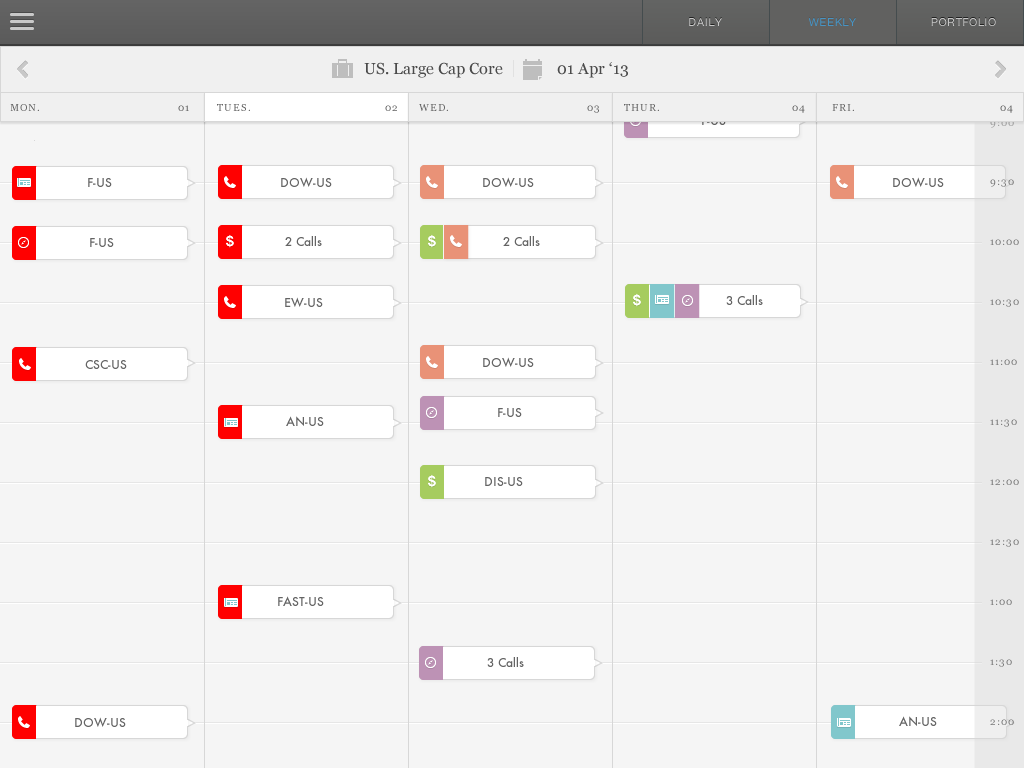 DAILY WEEKLY PORTFOLIO
US. Large Cap Core 01 Apr ‘13
MON. 01 TUES. 02 WED. 03 THUR. 04 FRI. 04
9:00
F-US DOW-US DOW-US DOW-US 9:30
F-US $ 2 Calls $ 2 Calls 10:00
EW-US $ 3 Calls 10:30
CSC-US DOW-US 11:00
F-US
AN-US 11:30
$ DIS-US 12:00
12:30
FAST-US 1:00
3 Calls 1:30
DOW-US AN-US 2:00